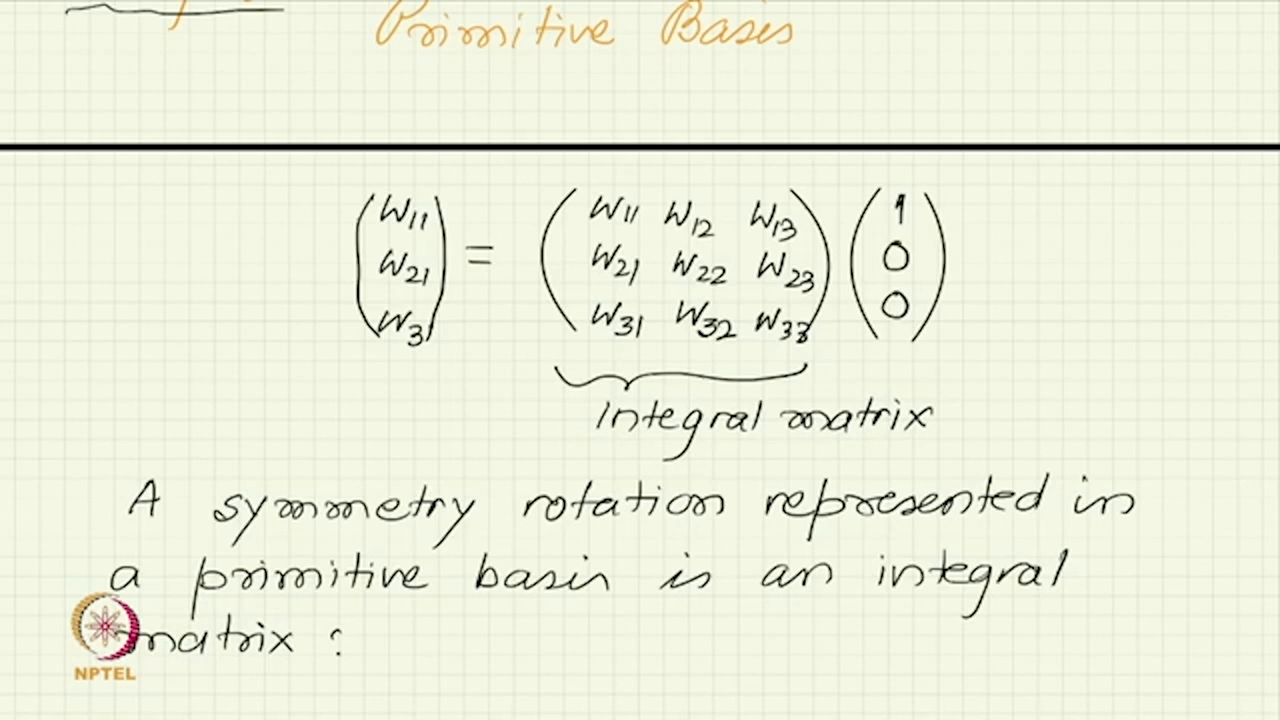 Primitive Basis
(W11) = (W11 W12 W13) (1)
(W21) (W21 W22 W23) (0)
(W31) (W31 W32 W33) (0)
integral matrix
A symmetry rotation represented in
a primitive basis is an integral
matrix :
NPTEL